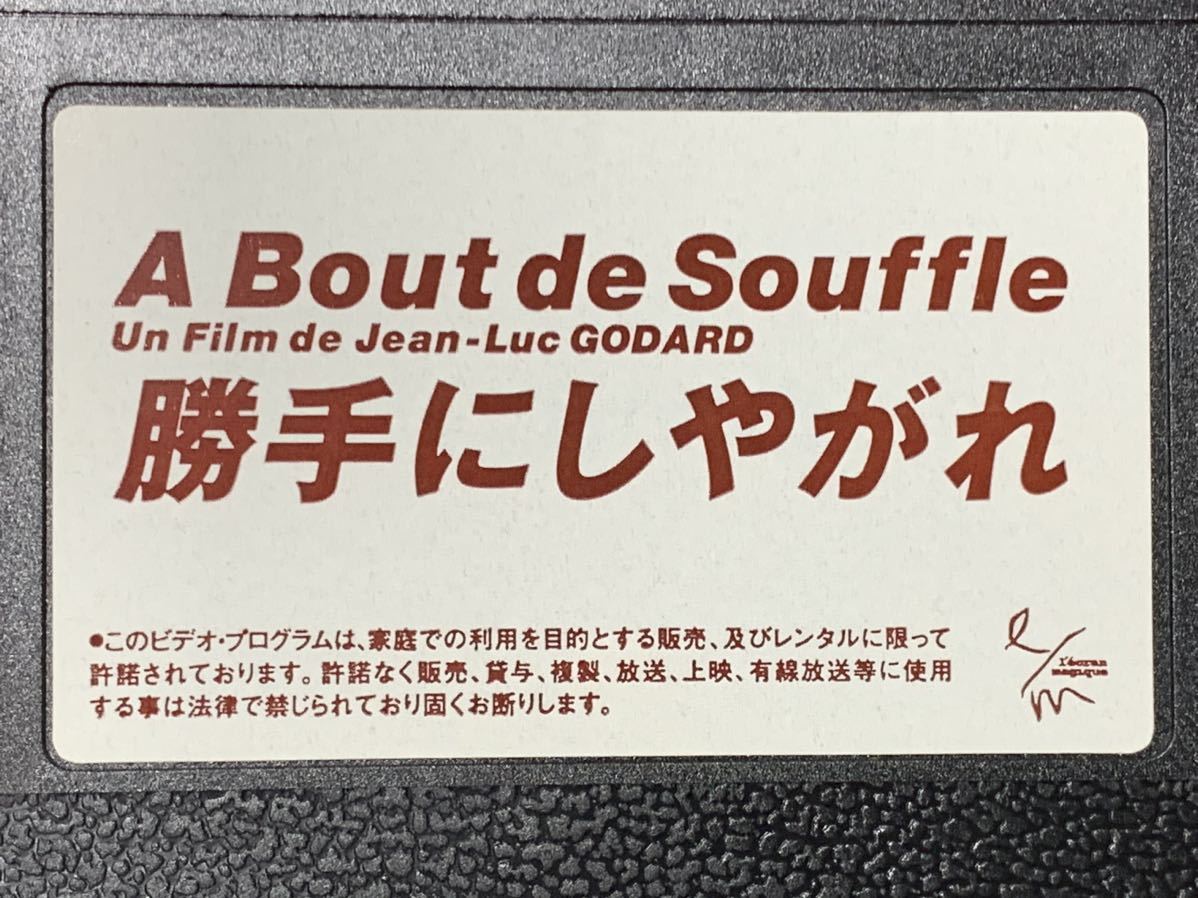 A Bout de Souffle
Un Film de Jean-Luc GODARD
勝手にしやがれ
●このビデオ・プログラムは、家庭での利用を目的とする販売、及びレンタルに限って
許諾されております。許諾なく販売、貸与、複製、放送、上映、有線放送等に使用
する事は法律で禁じられており固くお断りします。
e/m
l'écran
magique